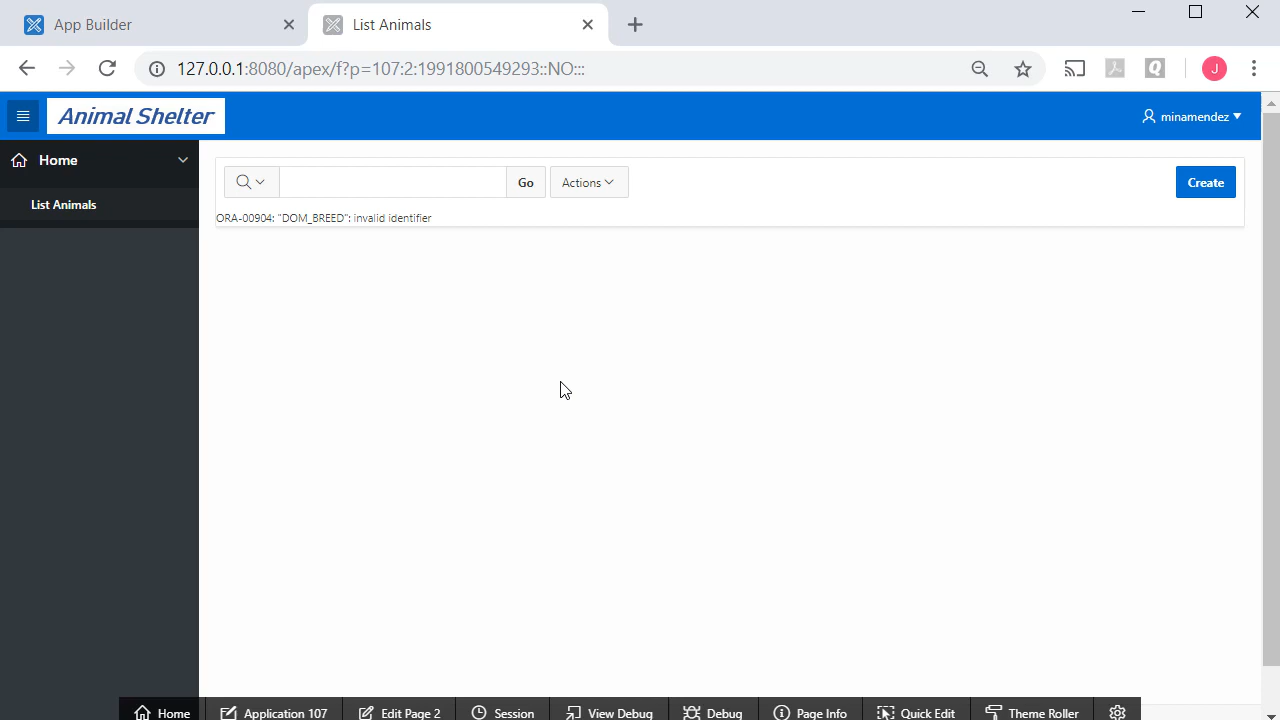 App Builder
List Animals
127.0.0.1:8080/apex/f?p=107:2:1991800549293::NO:::
J
Animal Shelter
minamendez
Home
List Animals
Go
Actions
Create
ORA-00904: "DOM_BREED": invalid identifier
Home
Application 107
Edit Page 2
Session
View Debug
Debug
Page Info
Quick Edit
Theme Roller